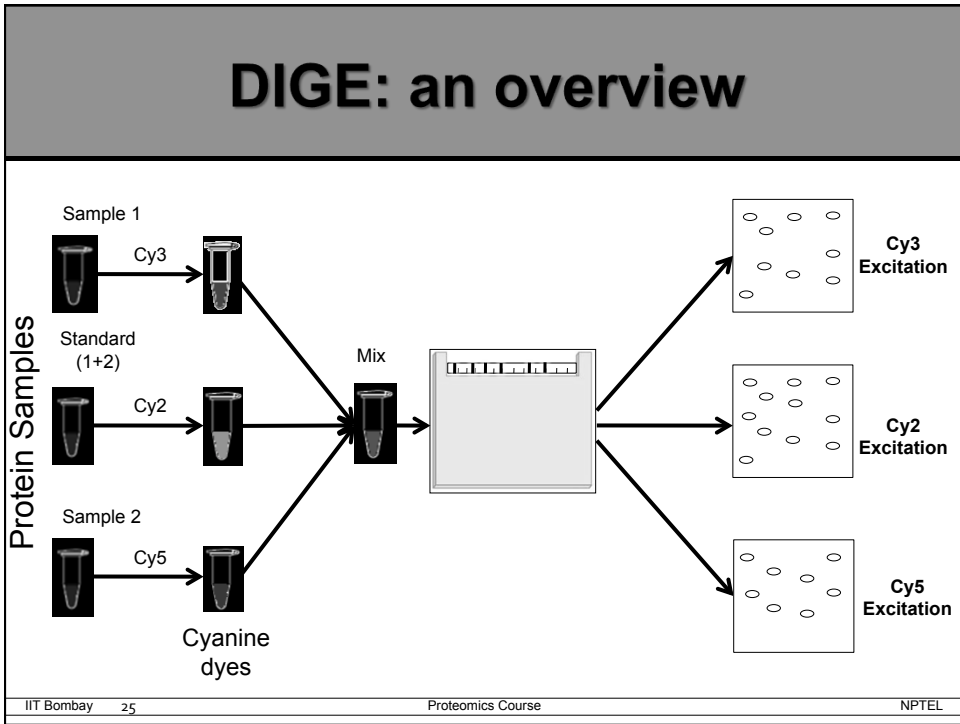 DIGE: an overview
Protein Samples
Sample 1
Cy3
Standard
(1+2)
Cy2
Sample 2
Cy5
Cyanine
dyes
Mix
Cy3
Excitation
Cy2
Excitation
Cy5
Excitation
IIT Bombay 25 Proteomics Course NPTEL